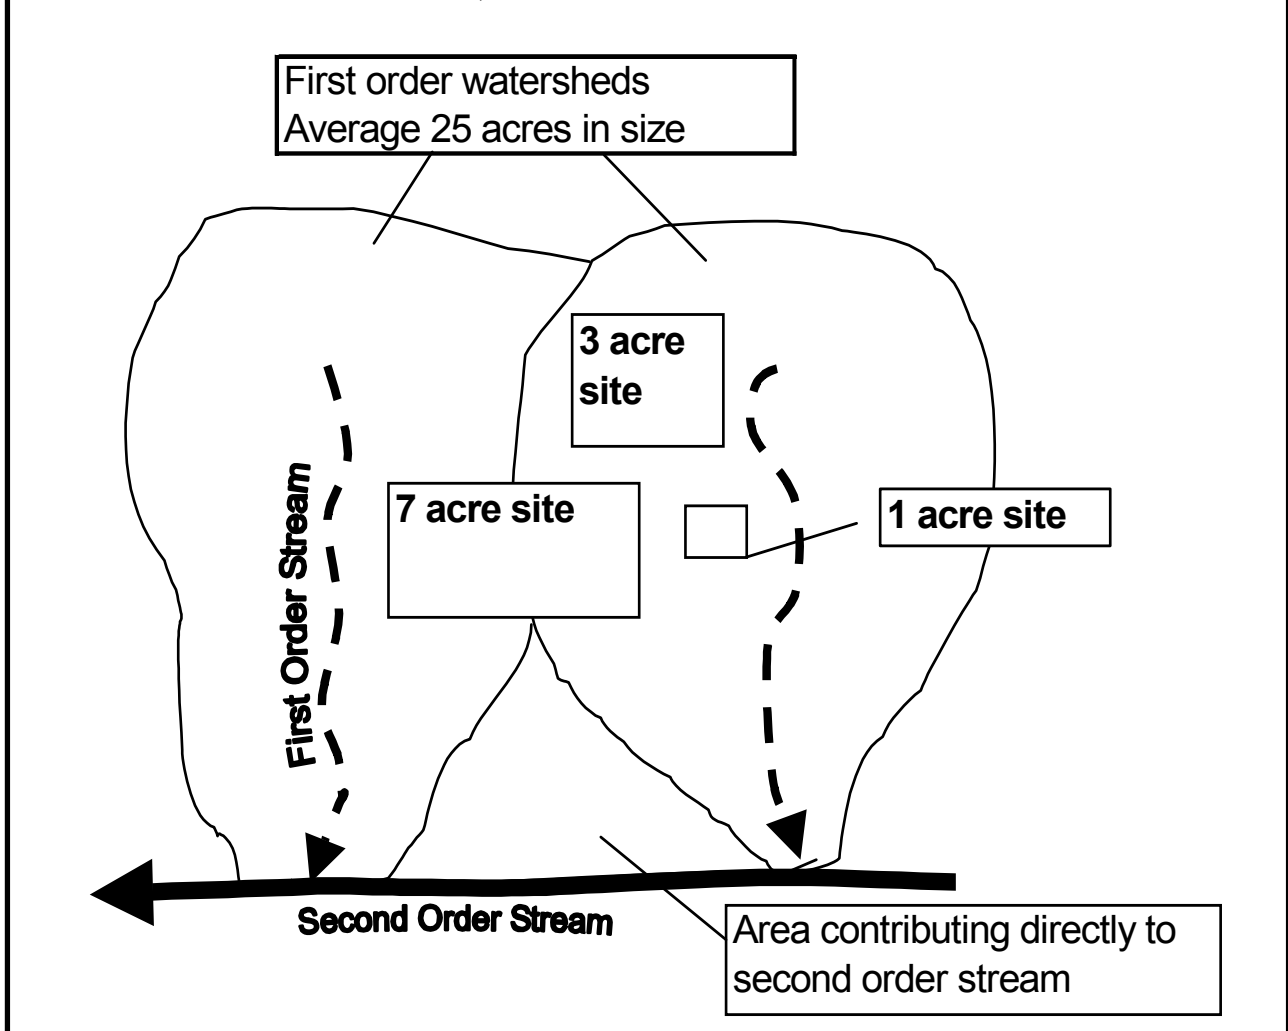 First order watersheds
Average 25 acres in size
3 acre
site
7 acre site
1 acre site
First Order Stream
Second Order Stream
Area contributing directly to
second order stream